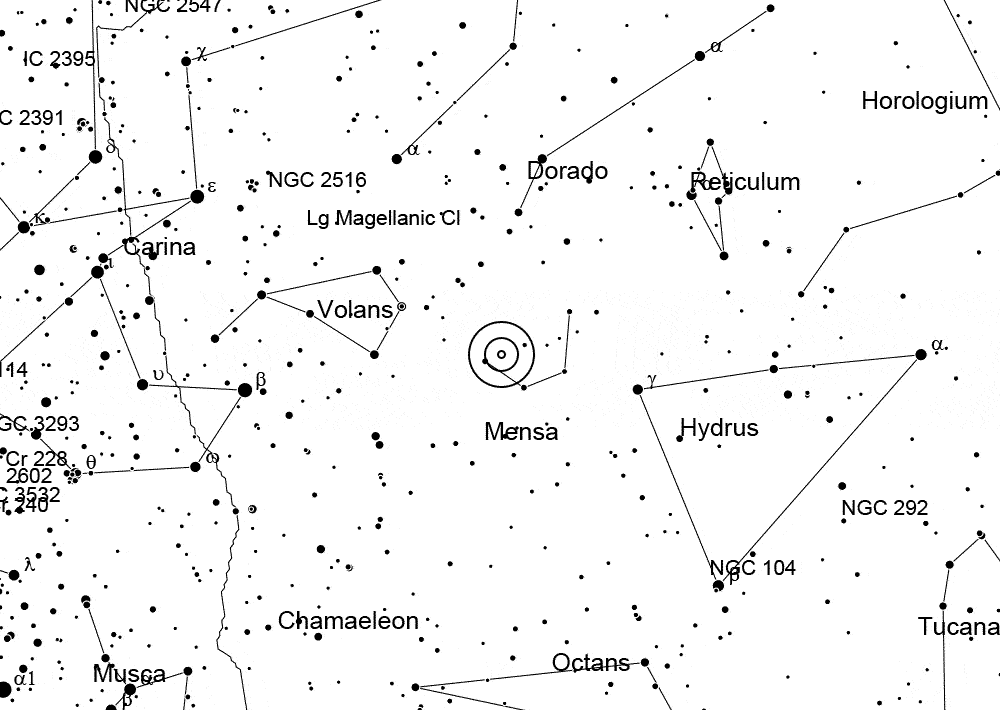 NGC 2547
χ
α
IC 2395
Horologium
C 2391
δ
α
Dorado
Reticulum
α
NGC 2516
ε
κ
Lg Magellanic Cl
Carina
ι
Volans
α
114
υ
β
γ
GC 3293
Mensa
Hydrus
Cr 228
θ
ω
2602
C 3532
r 240
NGC 292
λ
NGC 104
β
Chamaeleon
Tucana
Octans
Musca
α
α1
β